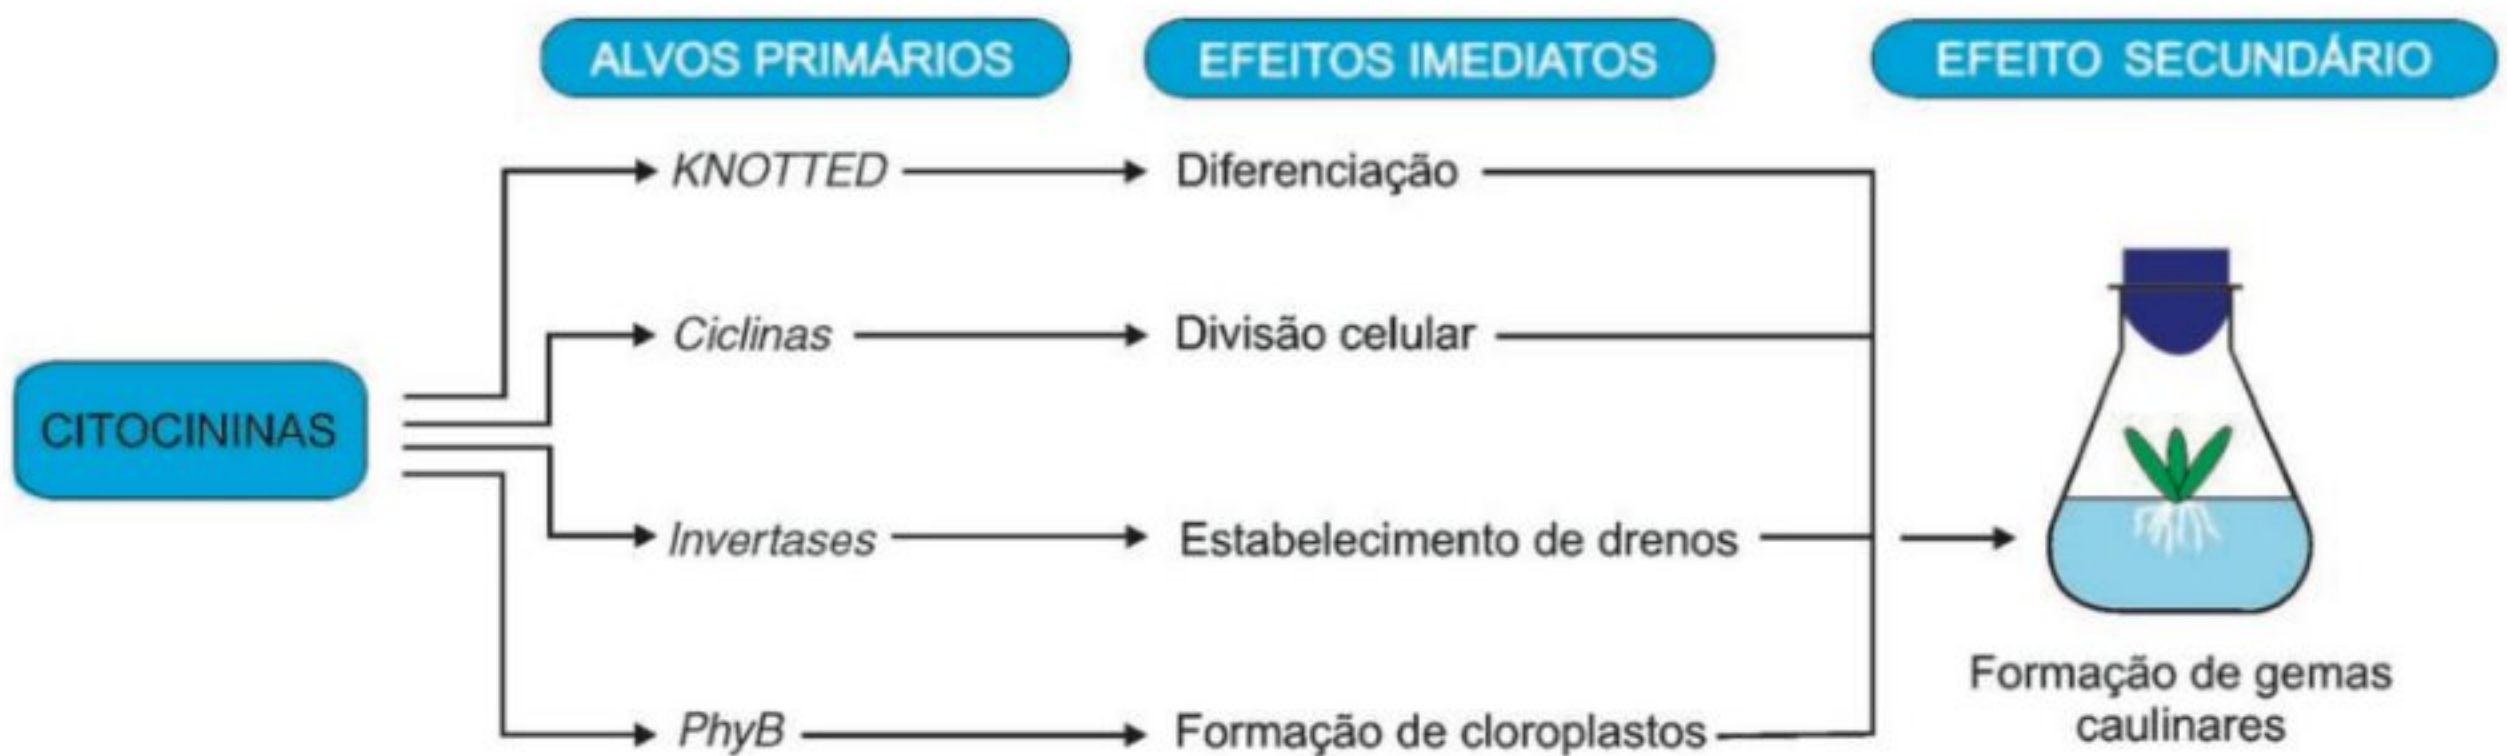 ALVOS PRIMÁRIOS
EFEITOS IMEDIATOS
EFEITO SECUNDÁRIO
CITOCININAS
KNOTTED
Diferenciação
Ciclinas
Divisão celular
Invertases
Estabelecimento de drenos
PhyB
Formação de cloroplastos
Formação de gemas
caulinares